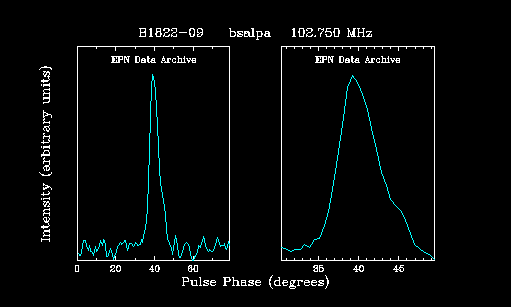 B1822-09 bsalpa 102.750 MHz
EPN Data Archive EPN Data Archive
Intensity (arbitrary units)
0 20 40 60 35 40 45
Pulse Phase (degrees)